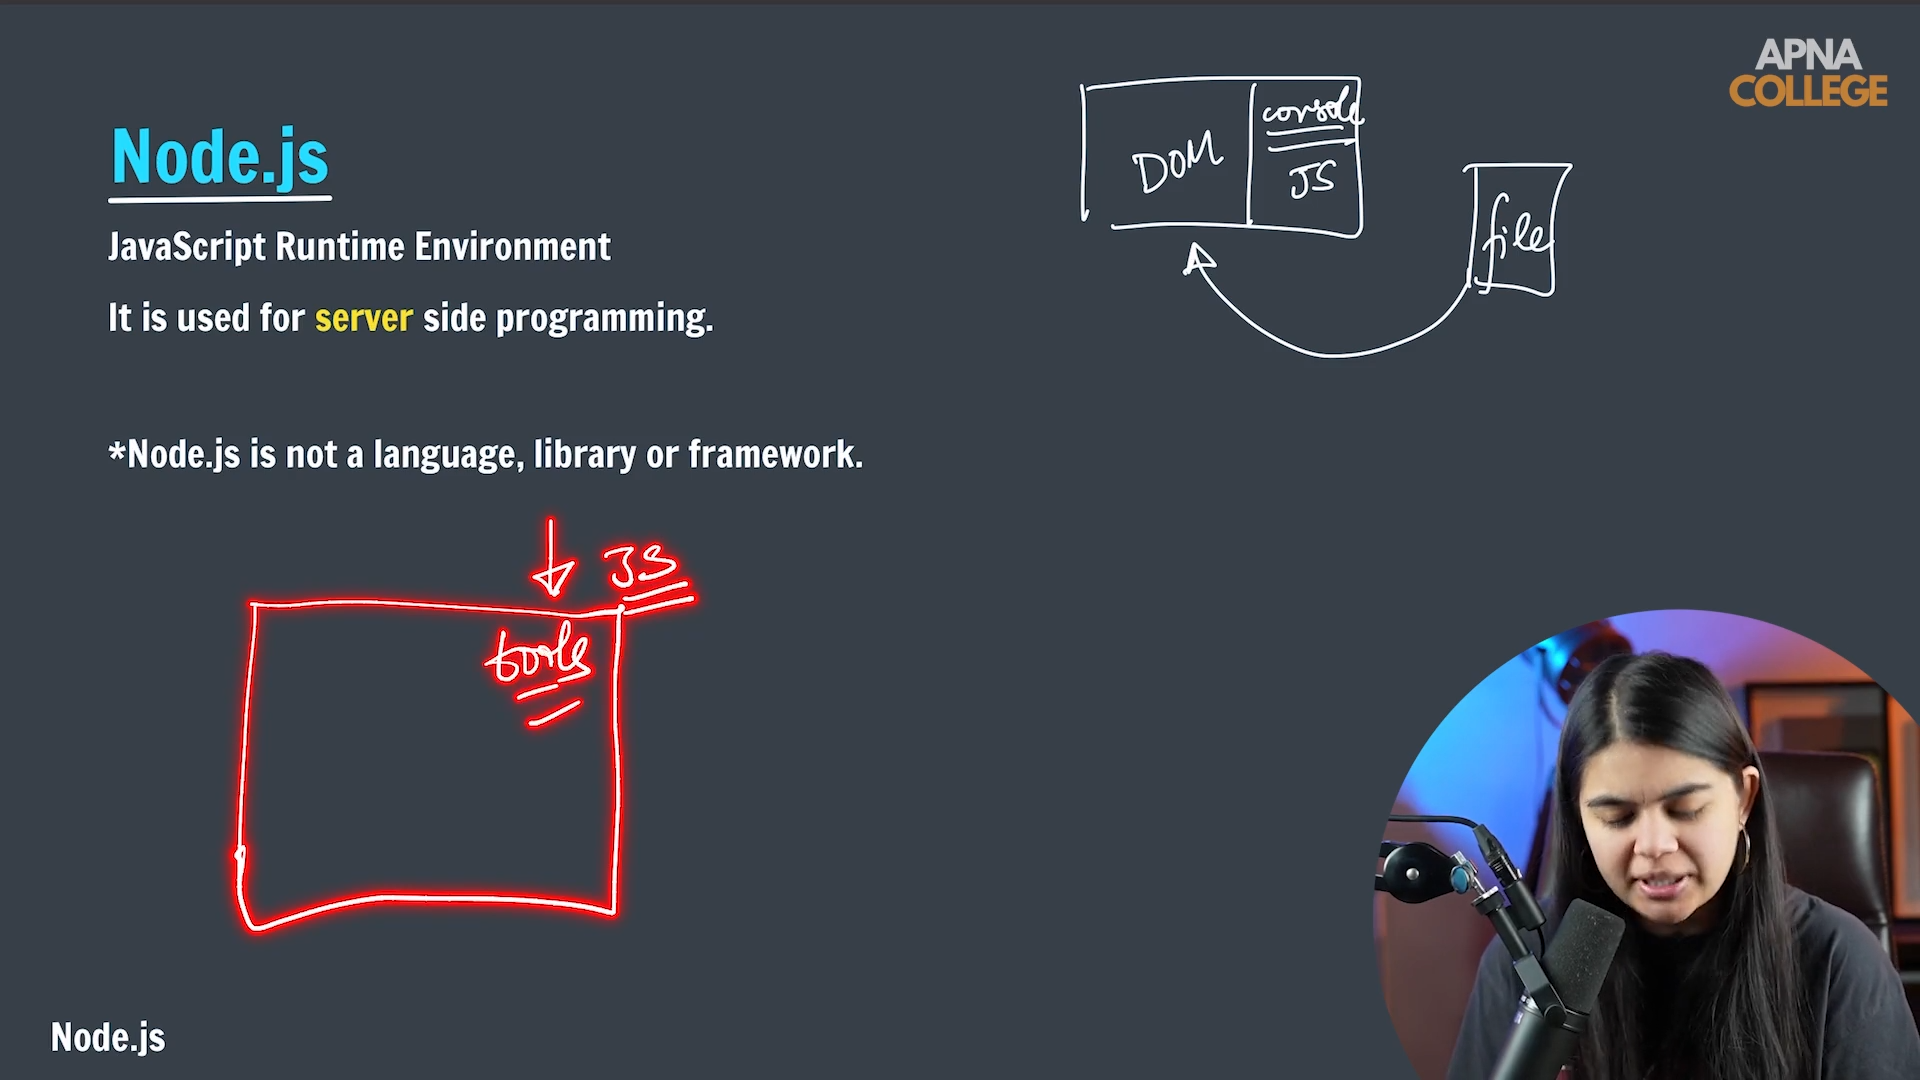 APNA
COLLEGE
Node.js
JavaScript Runtime Environment
It is used for server side programming.
*Node.js is not a language, library or framework.
DOM
console
JS
file
JS
tools
Node.js